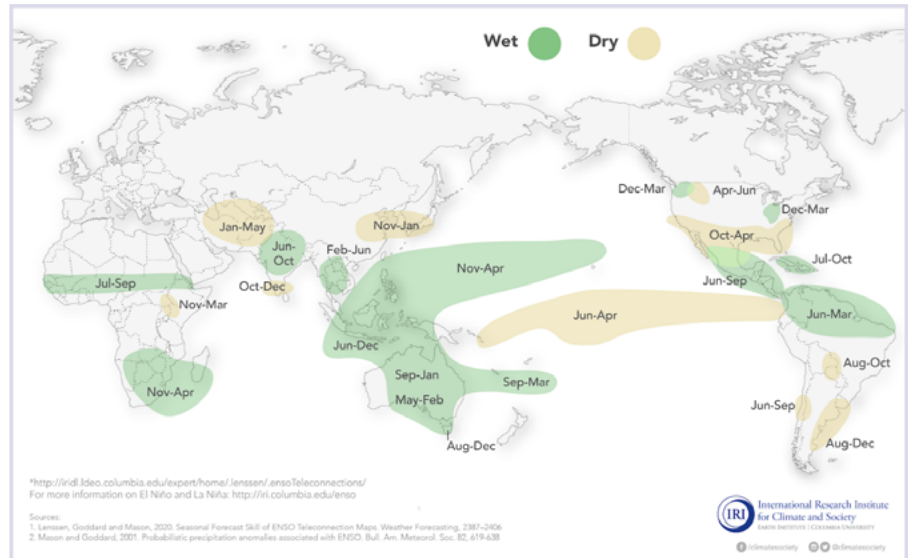 Wet
Dry
Dec-Mar
Apr-Jun
Dec-Mar
Jan-May
Nov-Jan
Oct-Apr
Jun-
Oct
Feb-Jun
Nov-Apr
Jul-Oct
Jul-Sep
Oct-Dec
Jun-Sep
Nov-Mar
Jun-Apr
Jun-Mar
Jun-Dec
Sep-Jan
Sep-Mar
Aug-Oct
Nov-Apr
May-Feb
Jun-Sep
Aug-Dec
Aug-Dec
*http://iridl.ldeo.columbia.edu/expert/home/.lenssen/.ensoTeleconnections/
For more information on El Niño and La Niña: http://iri.columbia.edu/enso
Sources:
1. Lenssen, Goddard and Mason, 2020. Seasonal Forecast Skill of ENSO Teleconnection Maps. Weather Forecasting, 2387–2406
2. Mason and Goddard, 2001. Probabilistic precipitation anomalies associated with ENSO. Bull. Am. Meteorol. Soc. 82, 619-638
IRI
International Research Institute
for Climate and Society
EARTH INSTITUTE | COLUMBIA UNIVERSITY
/climatesociety
@climatesociety